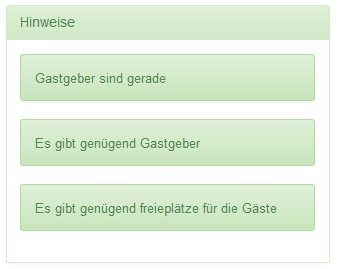 Hinweise
Gastgeber sind gerade
Es gibt genügend Gastgeber
Es gibt genügend freieplätze für die Gäste